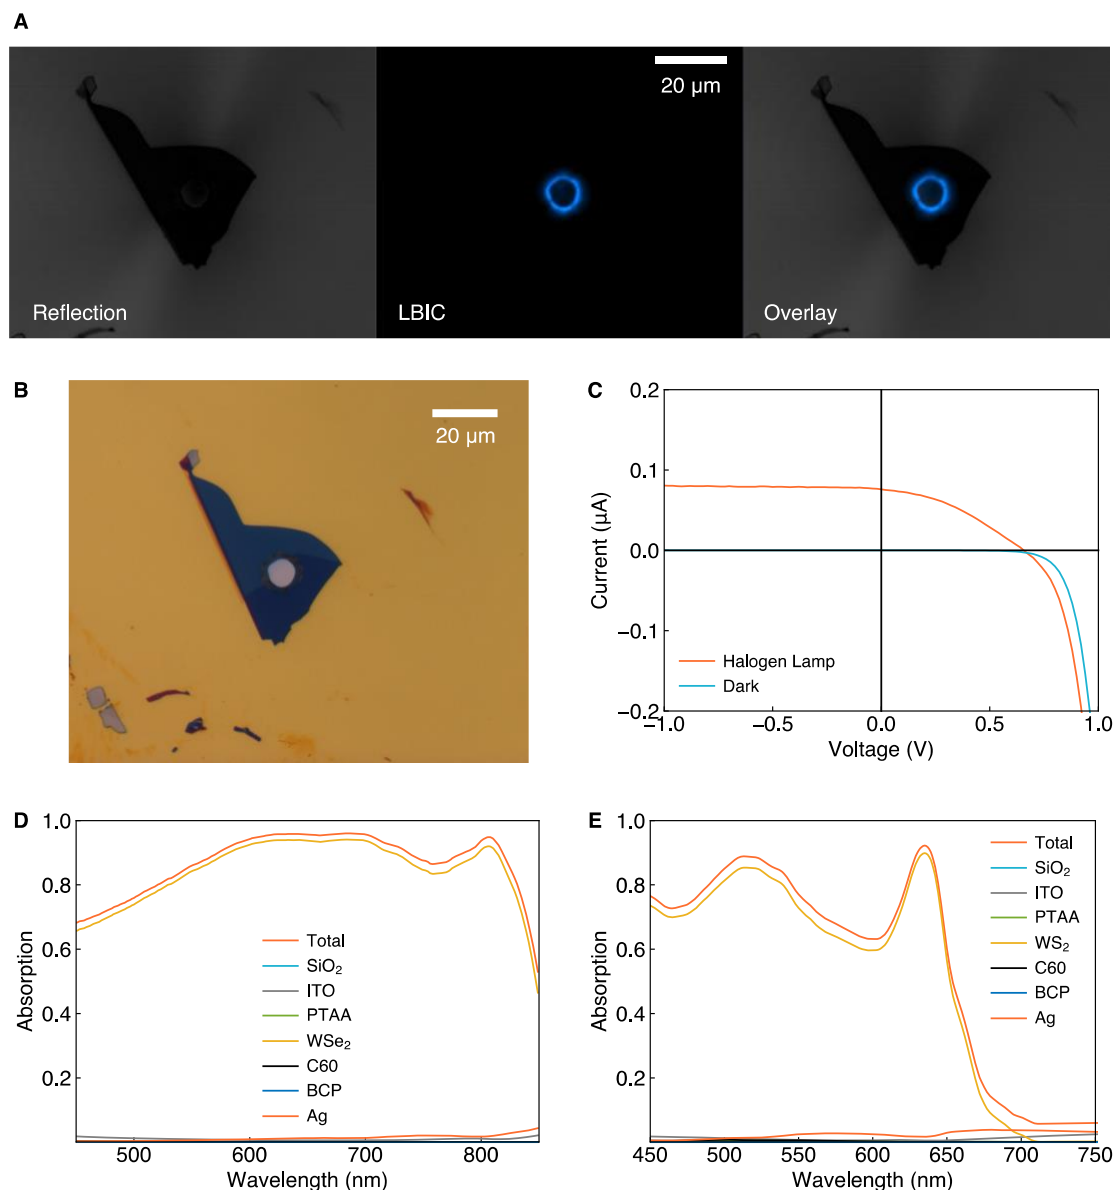 A
20 µm
Reflection
LBIC
Overlay
B
20 µm
C
0.2
0.1
0.0
−0.1
−0.2
Current (µA)
Halogen Lamp
Dark
-1.0
-0.5
0.0
0.5
1.0
Voltage (V)
D
1.0
0.8
0.6
0.4
0.2
Absorption
Total
SiO₂
ITO
PTAA
WSe₂
C60
BCP
Ag
500
600
700
800
Wavelength (nm)
E
1.0
0.8
0.6
0.4
0.2
Absorption
Total
SiO₂
ITO
PTAA
WS₂
C60
BCP
Ag
450
500
550
600
650
700
750
Wavelength (nm)